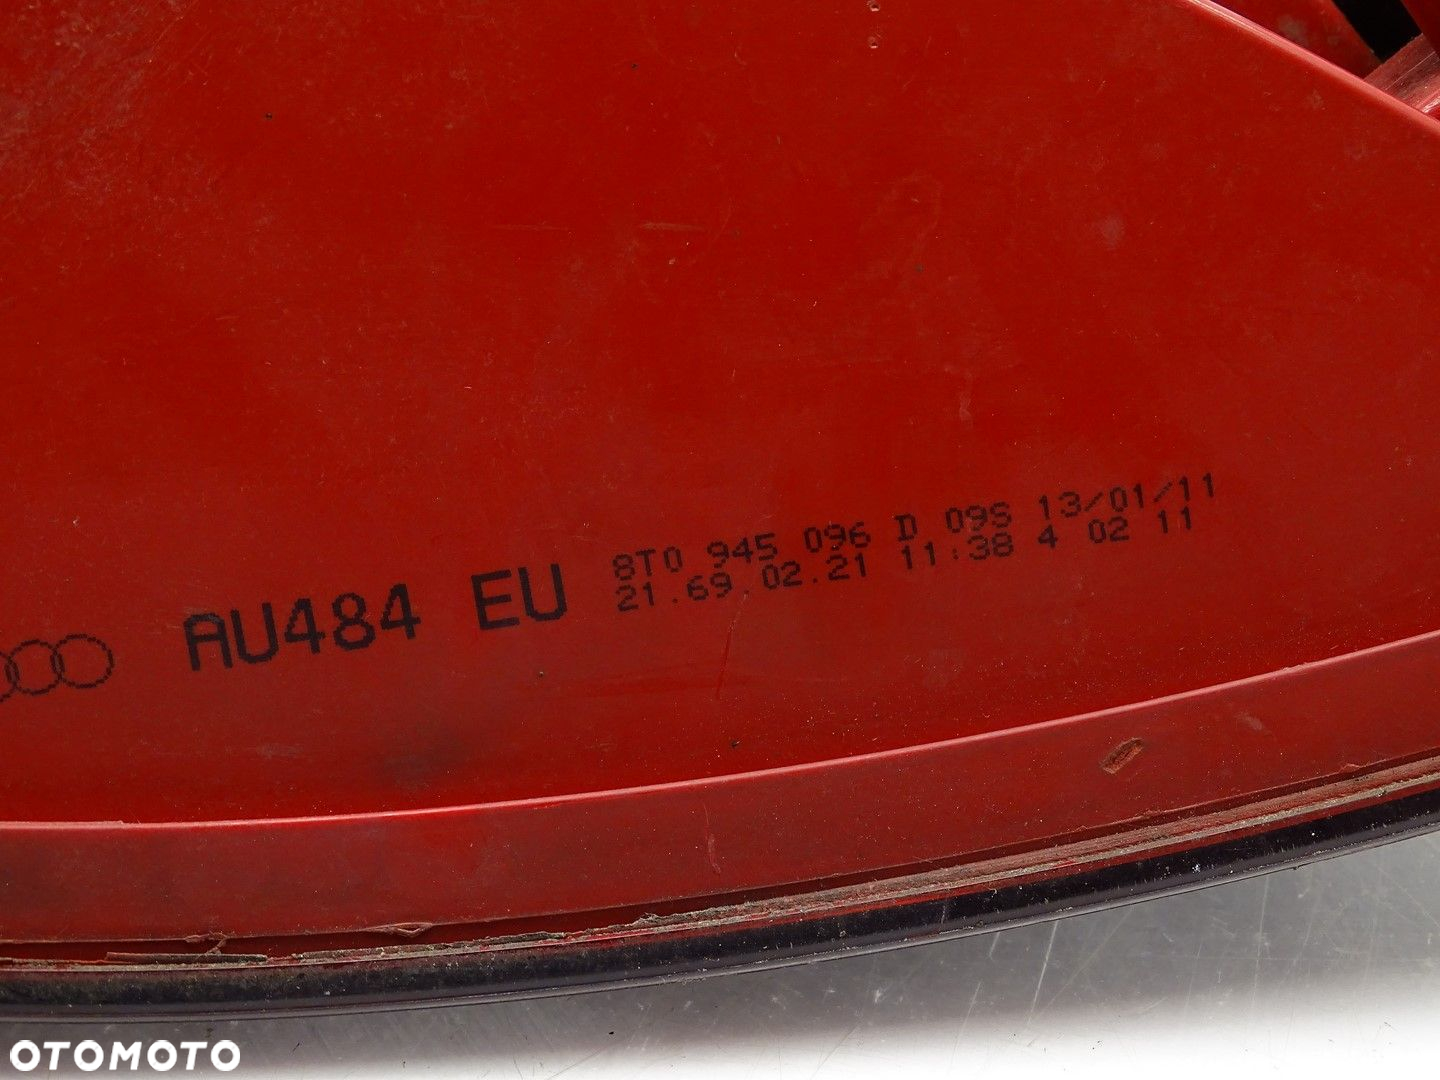 AU484 EU
8T0 945 096 D 09S 13/01/11
21.69.02.21 11:38 4 02 11
OTOMOTO